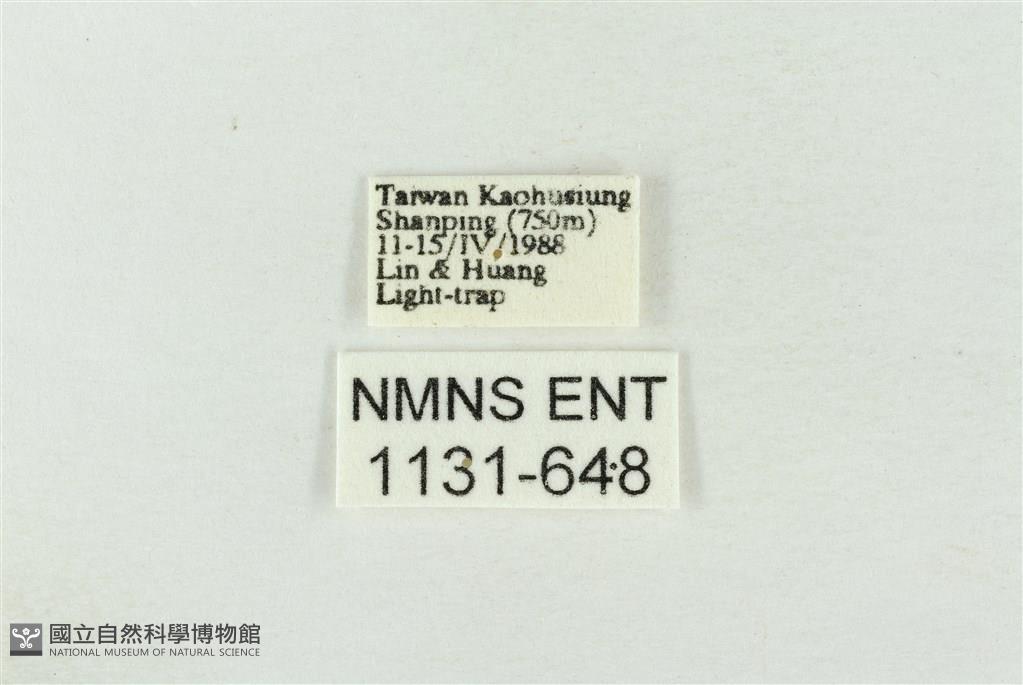 Taiwan Kaohusiung
Shanping (750m)
11-15/IV/1988
Lin & Huang
Light-trap
NMNS ENT
1131-648
國立自然科學博物館
NATIONAL MUSEUM OF NATURAL SCIENCE